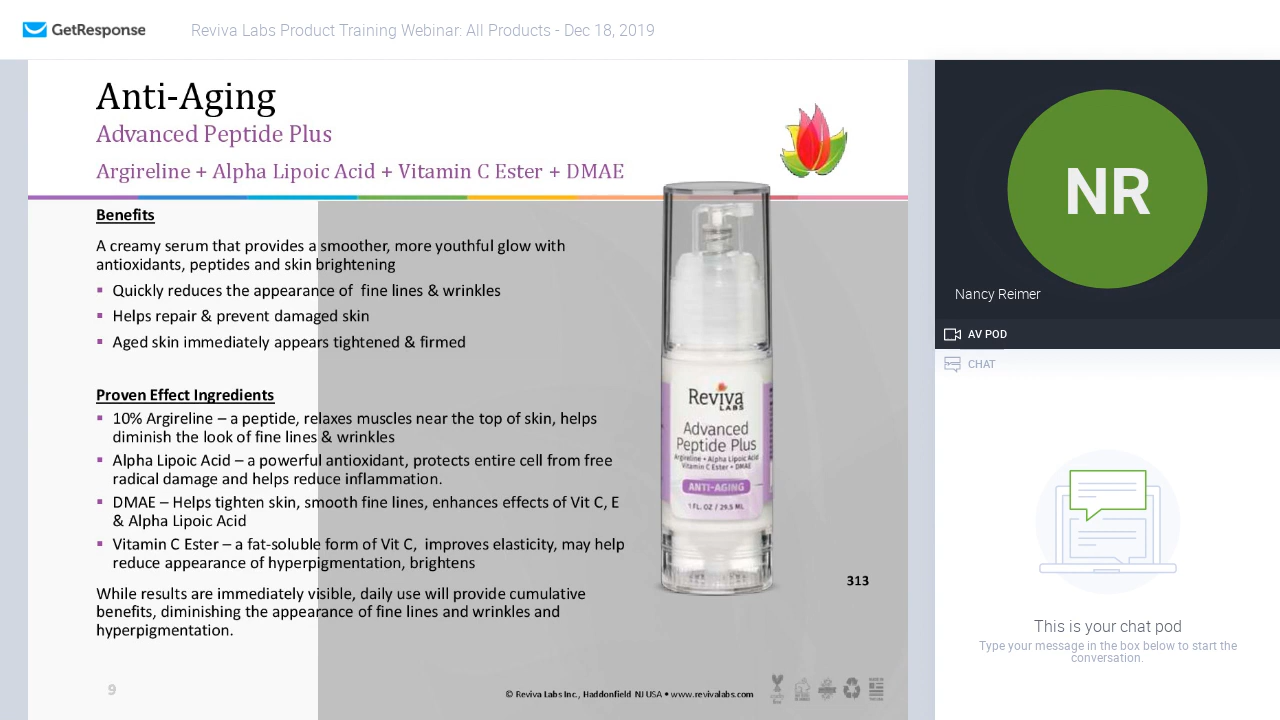 GetResponse
Reviva Labs Product Training Webinar: All Products - Dec 18, 2019
Anti-Aging
Advanced Peptide Plus
Argireline + Alpha Lipoic Acid + Vitamin C Ester + DMAE
Benefits
A creamy serum that provides a smoother, more youthful glow with
antioxidants, peptides and skin brightening
▪ Quickly reduces the appearance of fine lines & wrinkles
▪ Helps repair & prevent damaged skin
▪ Aged skin immediately appears tightened & firmed
Proven Effect Ingredients
▪ 10% Argireline – a peptide, relaxes muscles near the top of skin, helps
diminish the look of fine lines & wrinkles
▪ Alpha Lipoic Acid – a powerful antioxidant, protects entire cell from free
radical damage and helps reduce inflammation.
▪ DMAE – Helps tighten skin, smooth fine lines, enhances effects of Vit C, E
& Alpha Lipoic Acid
▪ Vitamin C Ester – a fat-soluble form of Vit C, improves elasticity, may help
reduce appearance of hyperpigmentation, brightens
While results are immediately visible, daily use will provide cumulative
benefits, diminishing the appearance of fine lines and wrinkles and
hyperpigmentation.
Reviva
LABS
Advanced
Peptide Plus
Argireline + Alpha Lipoic Acid
Vitamin C Ester + DMAE
ANTI-AGING
1 FL. OZ / 29.5 ML
313
9
© Reviva Labs Inc., Haddonfield NJ USA • www.revivalabs.com
NR
Nancy Reimer
AV POD
CHAT
This is your chat pod
Type your message in the box below to start the
conversation.